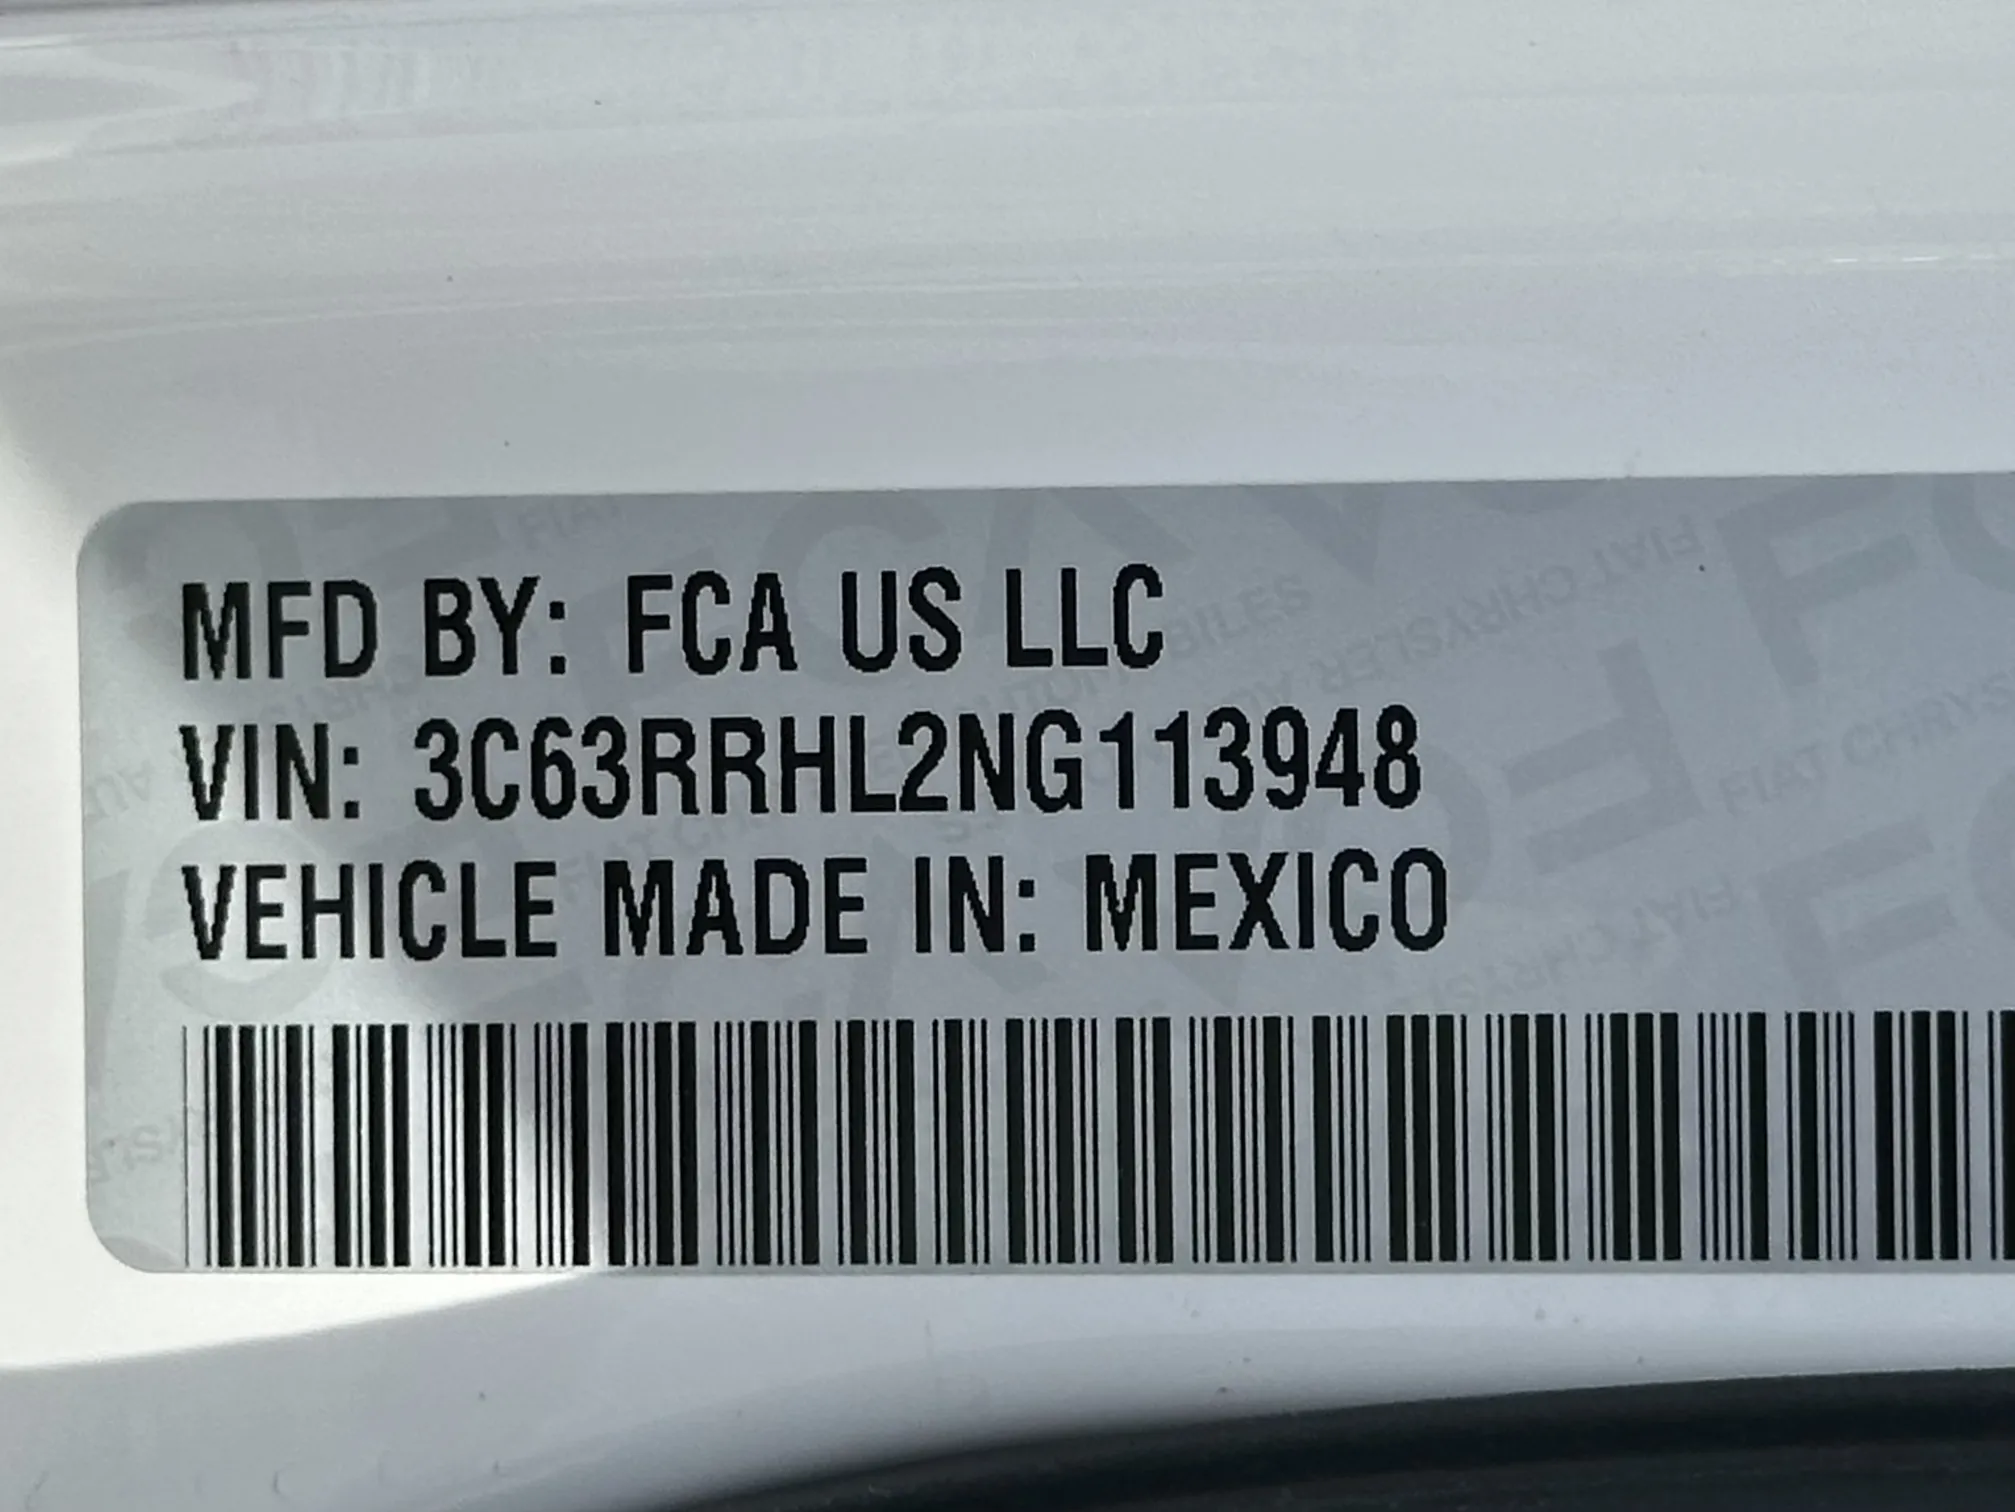 MFD BY: FCA US LLC
VIN: 3C63RRHL2NG113948
VEHICLE MADE IN: MEXICO